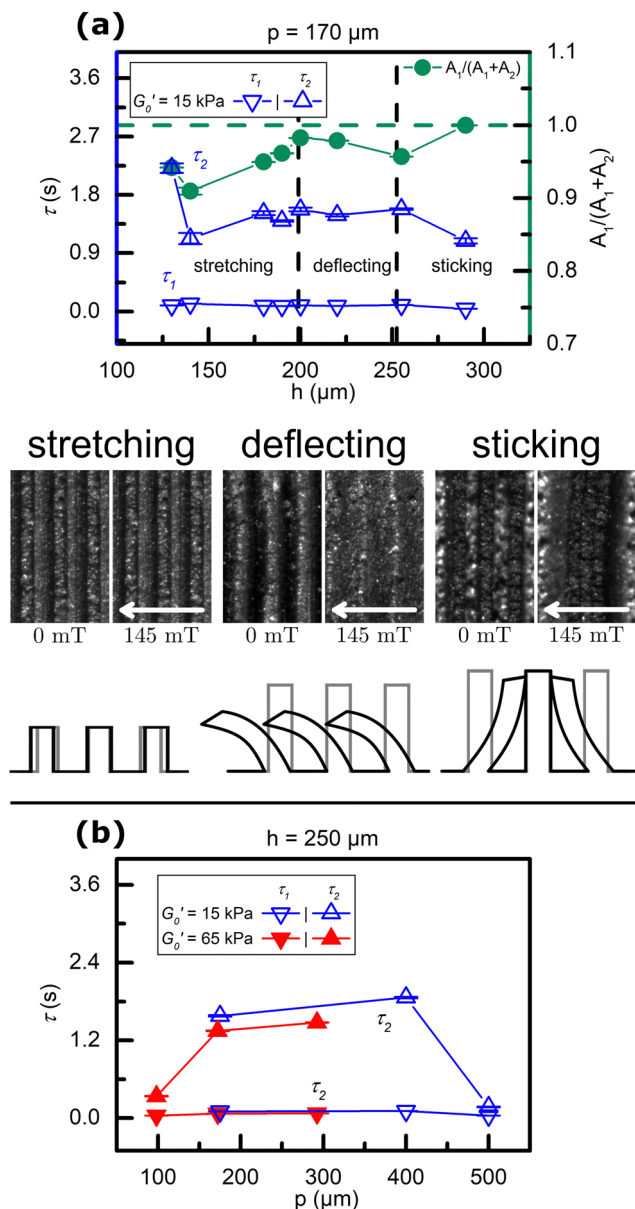 (a)
p = 170 μm
τ₁ τ₂
G₀' = 15 kPa |
A₁/(A₁+A₂)
3.6
2.7
1.8
0.9
0.0
τ (s)
1.1
1.0
0.9
0.8
0.7
A₁/(A₁+A₂)
τ₂
τ₁
stretching deflecting sticking
100 150 200 250 300
h (μm)
stretching deflecting sticking
0 mT 145 mT 0 mT 145 mT 0 mT 145 mT
(b)
h = 250 μm
τ₁ τ₂
G₀' = 15 kPa |
G₀' = 65 kPa |
3.6
2.4
1.2
0.0
τ (s)
τ₂
τ₂
100 200 300 400 500
p (μm)